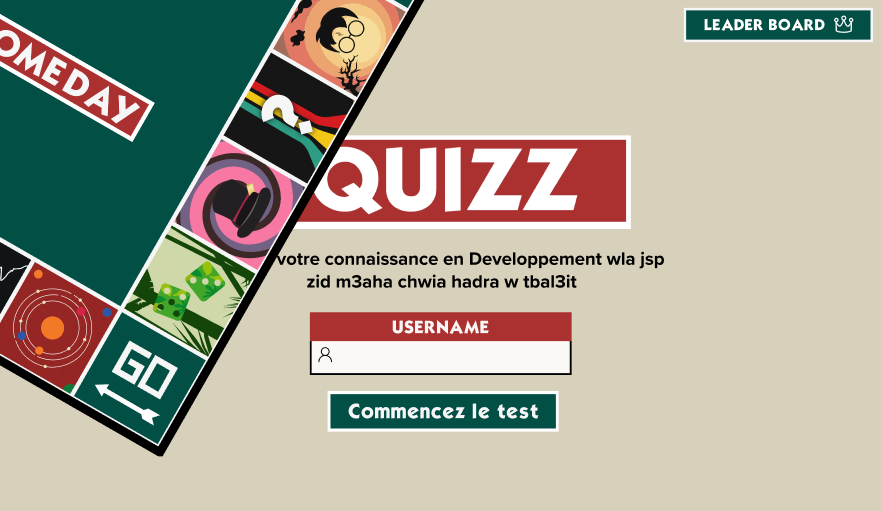 LEADER BOARD
OMEDAY
QUIZZ
votre connaissance en Developpement wla jsp
zid m3aha chwia hadra w tbal3it
USERNAME
Commencez le test
GO
?